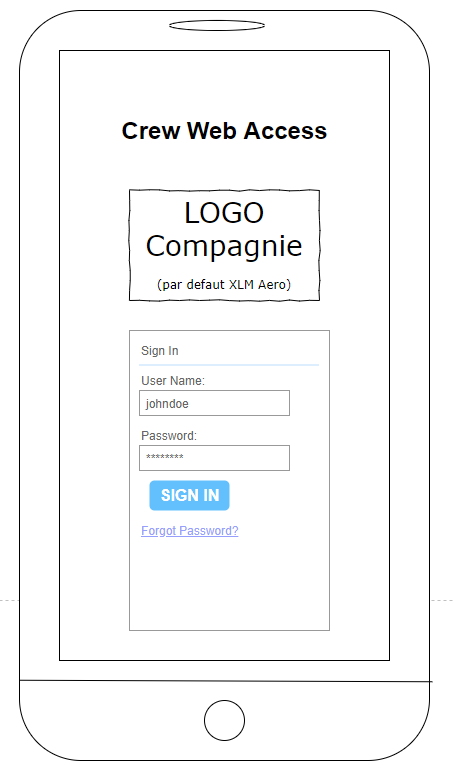 Crew Web Access
LOGO
Compagnie
(par defaut XLM Aero)
Sign In
User Name:
johndoe
Password:
********
SIGN IN
Forgot Password?